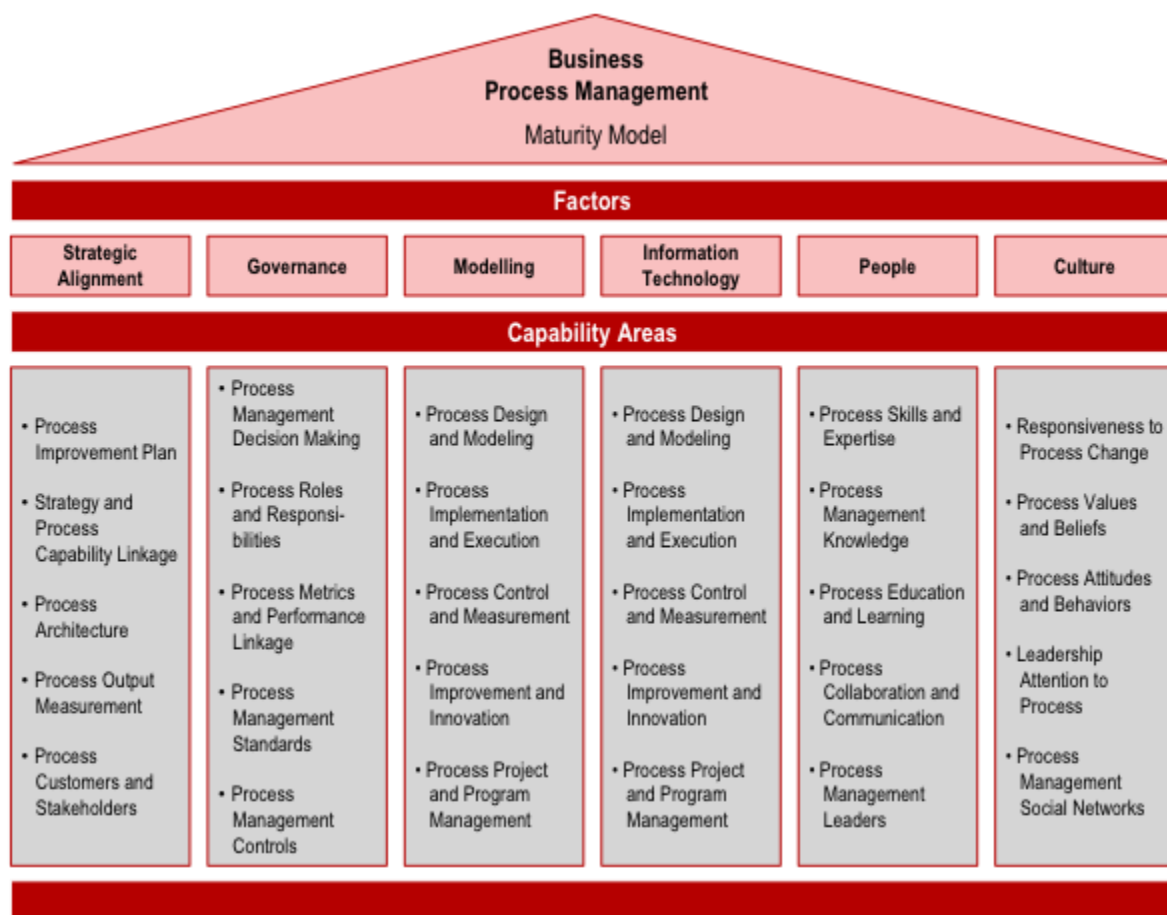 Business
Process Management
Maturity Model
Factors
Strategic
Alignment
Governance
Modelling
Information
Technology
People
Culture
Capability Areas
• Process
Improvement Plan
• Strategy and
Process
Capability Linkage
• Process
Architecture
• Process Output
Measurement
• Process
Customers and
Stakeholders
• Process
Management
Decision Making
• Process Roles
and Responsi-
bilities
• Process Metrics
and Performance
Linkage
• Process
Management
Standards
• Process
Management
Controls
• Process Design
and Modeling
• Process
Implementation
and Execution
• Process Control
and Measurement
• Process
Improvement and
Innovation
• Process Project
and Program
Management
• Process Design
and Modeling
• Process
Implementation
and Execution
• Process Control
and Measurement
• Process
Improvement and
Innovation
• Process Project
and Program
Management
• Process Skills and
Expertise
• Process
Management
Knowledge
• Process Education
and Learning
• Process
Collaboration and
Communication
• Process
Management
Leaders
• Responsiveness to
Process Change
• Process Values
and Beliefs
• Process Attitudes
and Behaviors
• Leadership
Attention to
Process
• Process
Management
Social Networks